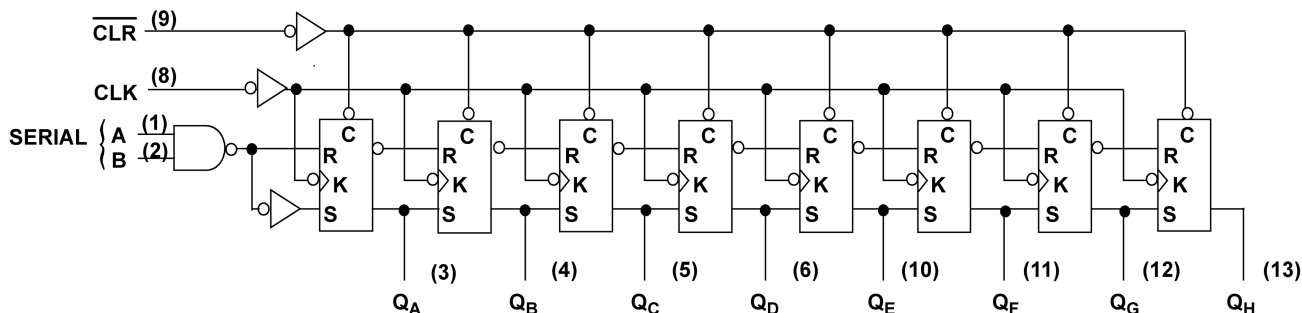 CLR (9)
CLK (8)
SERIAL { A (1)
B (2)
C C C C C C C C
R R R R R R R R
K K K K K K K K
S S S S S S S S
(3) (4) (5) (6) (10) (11) (12) (13)
QA QB QC QD QE QF QG QH